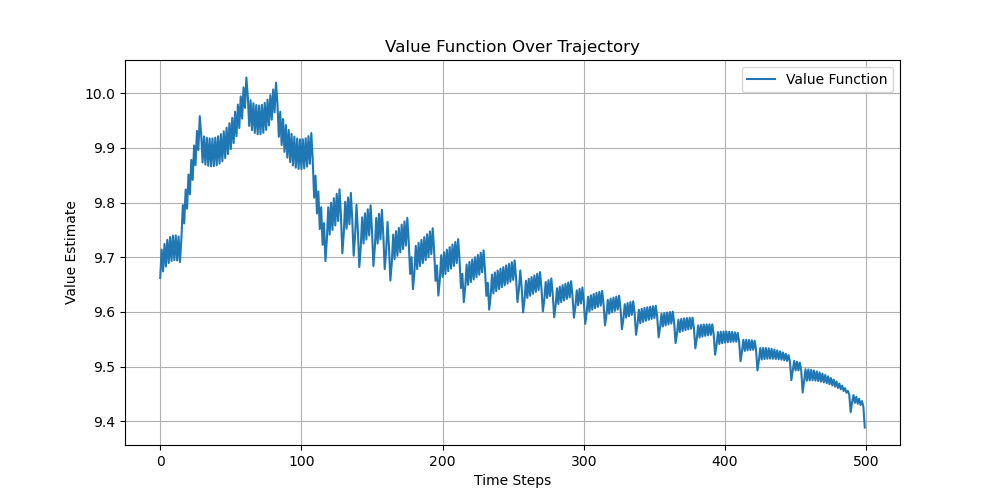 Value Function Over Trajectory
Value Function
Value Estimate
10.0
9.9
9.8
9.7
9.6
9.5
9.4
0 100 200 300 400 500
Time Steps